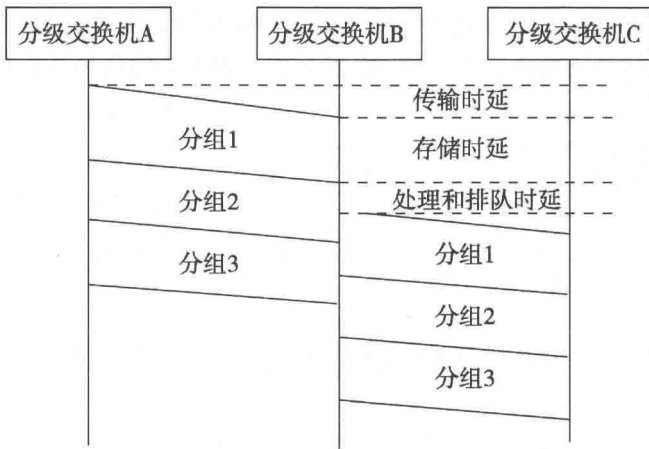 分级交换机A 分级交换机B 分级交换机C
传输时延
分组1 存储时延
分组2 处理和排队时延
分组3 分组1
分组2
分组3